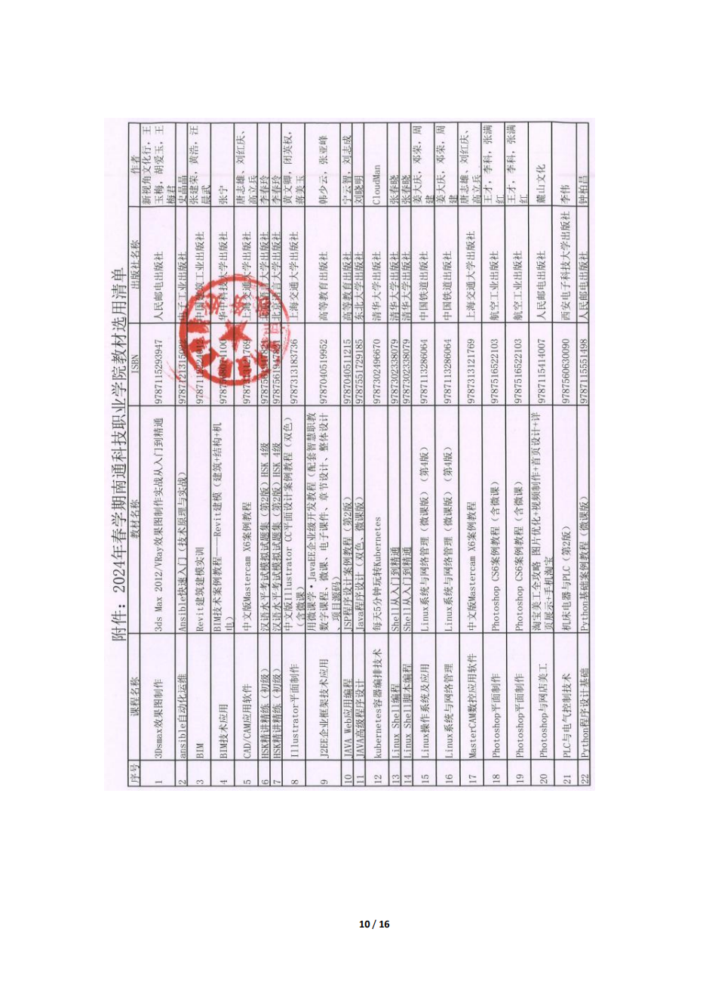 附件：2024年春学期南通科技职业学院教材选用清单
序号 课程名称 教材名称 ISBN 出版社名称 作者
1 3Dsmax效果图制作 3ds Max 2012/VRay效果图制作实战从入门到精通 9787115293947 人民邮电出版社 新视角文化行，王玉梅，胡爱玉，王梅君
2 ansible自动化运维 Ansible快速入门（技术原理与实战） 电子工业出版社 史晶晶
3 BIM Revit建筑建模实训 中国建筑工业出版社 张建荣，黄浩，汪晨武
4 BIM技术应用 BIM技术案例教程——Revit建模（建筑+结构+机电） 华中科技大学出版社 张宁
5 CAD/CAM应用软件 中文版Mastercam X6案例教程 9787313121769 上海交通大学出版社 唐志雄、刘红庆、高立兵
6 HSK精讲精练（初级） 汉语水平考试模拟试题集（第2版）HSK 4级 北京语言大学出版社 李春玲
7 HSK精讲精练（初级） 汉语水平考试模拟试题集（第2版）HSK 4级 北京语言大学出版社 李春玲
8 Illustrator平面制作 中文版Illustrator CC平面设计案例教程（双色）（含微课） 9787313183736 上海交通大学出版社 黄文卿，闭英权，蒋美玉
9 J2EE企业框架技术应用 用微课学·JavaEE企业级开发教程（配套智慧职教数字课程、微课、电子课件、章节设计、整体设计、项目源码） 9787040519952 高等教育出版社 韩少云，张亚峰
10 JAVA Web应用编程 JSP程序设计案例教程（第2版） 9787040511215 高等教育出版社 宁云智，刘志成
11 JAVA高级程序设计 Java程序设计（双色、微课版） 9787551729185 东北大学出版社 刘晓明
12 kubernetes容器编排技术 每天5分钟玩转Kubernetes 9787302496670 清华大学出版社 CloudMan
13 Linux Shell编程 Shell从入门到精通 9787302338079 清华大学出版社 张春晓
14 Linux Shell脚本编程 Shell从入门到精通 9787302338079 清华大学出版社 张春晓
15 Linux操作系统及应用 Linux系统与网络管理（微课版）（第4版） 9787113286064 中国铁道出版社 姜大庆，邓荣，周建
16 Linux系统与网络管理 Linux系统与网络管理（微课版）（第4版） 9787113286064 中国铁道出版社 姜大庆，邓荣，周建
17 MasterCAM数控应用软件 中文版Mastercam X6案例教程 9787313121769 上海交通大学出版社 唐志雄、刘红庆、高立兵
18 Photoshop平面制作 Photoshop CS6案例教程（含微课） 9787516522103 航空工业出版社 王才，李科，张满红
19 Photoshop平面制作 Photoshop CS6案例教程（含微课） 9787516522103 航空工业出版社 王才，李科，张满红
20 Photoshop与网店美工 淘宝美工全攻略 图片优化+视频制作+首页设计+详页展示+手机淘宝 9787115414007 人民邮电出版社 麓山文化
21 PLC与电气控制技术 机床电器与PLC（第2版） 9787560630090 西安电子科技大学出版社 李伟
22 Python程序设计基础 Python基础案例教程（微课版） 9787115551498 人民邮电出版社 钟柏昌
10 / 16